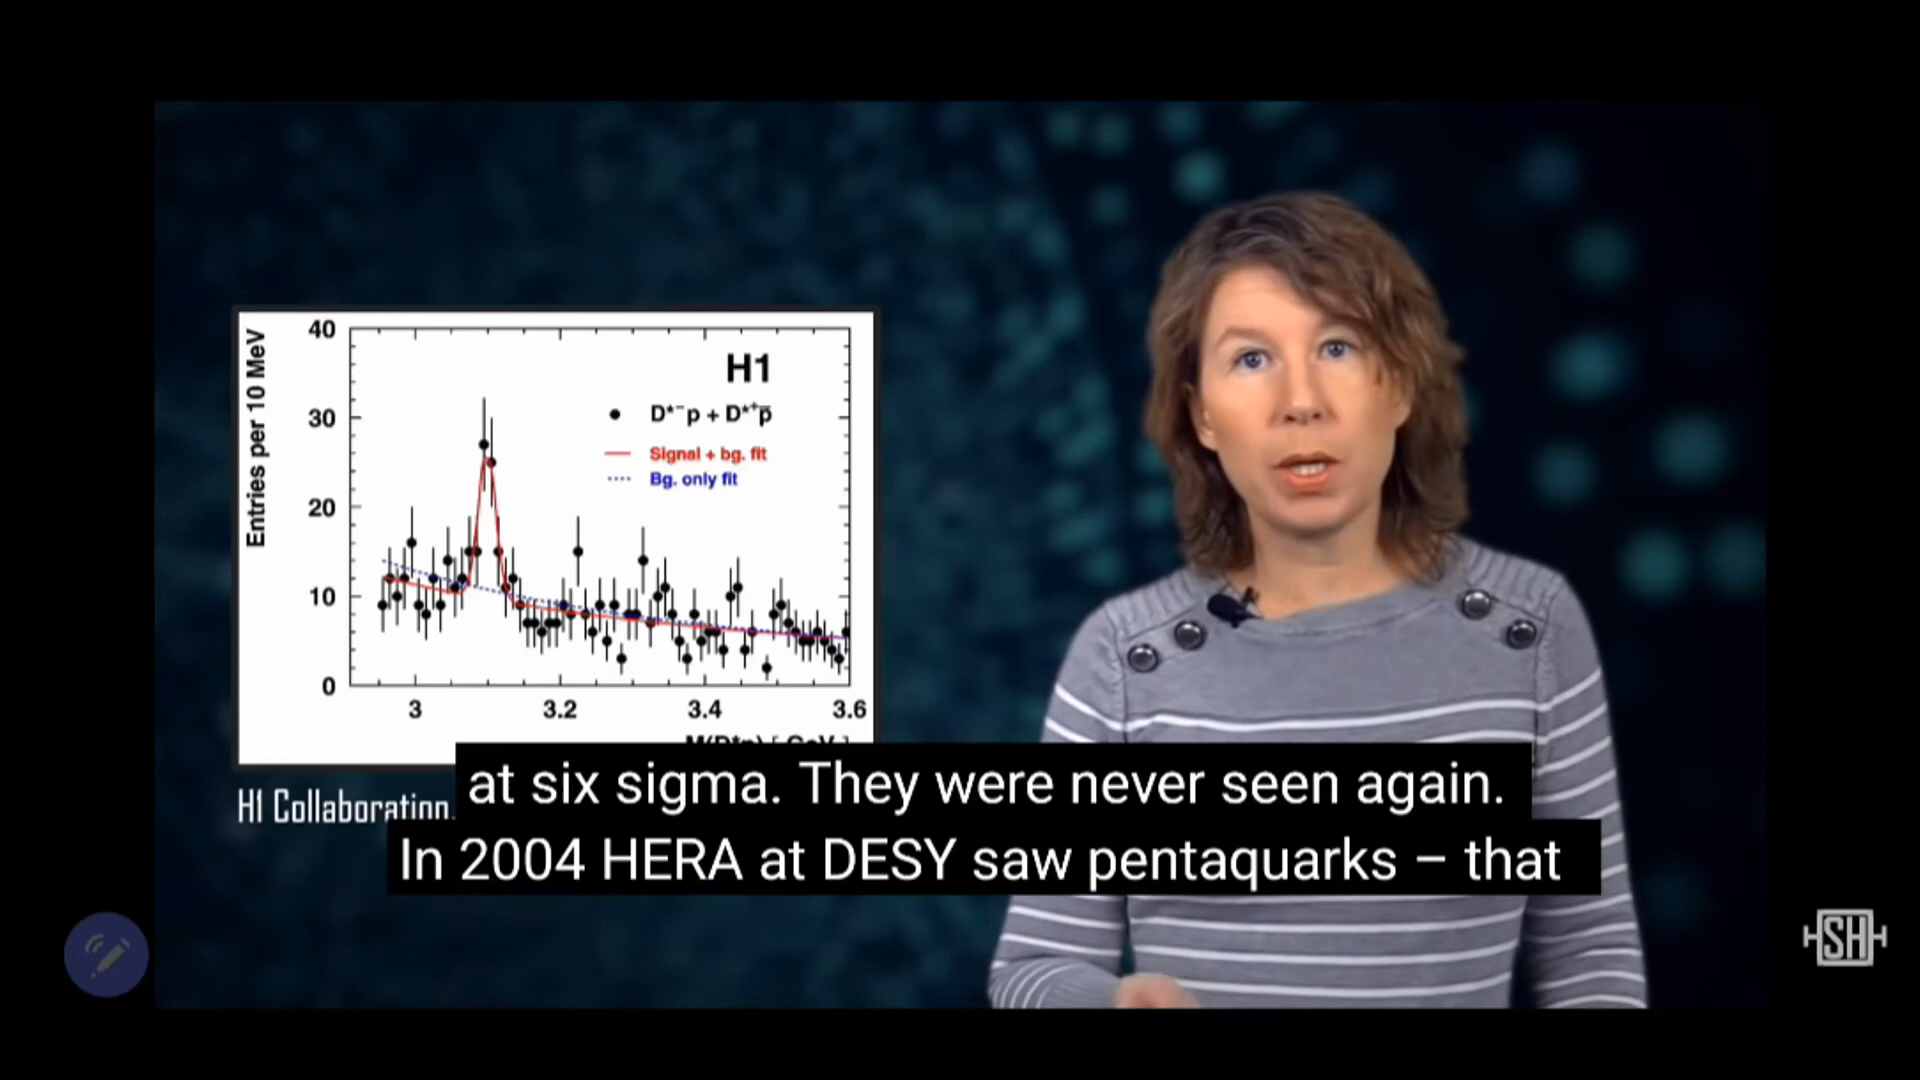 40
30
20
10
0
Entries per 10 MeV
H1
D*⁻p + D*⁺p̄
Signal + bg. fit
Bg. only fit
3 3.2 3.4 3.6
H1 Collaboration
at six sigma. They were never seen again.
In 2004 HERA at DESY saw pentaquarks – that
SH